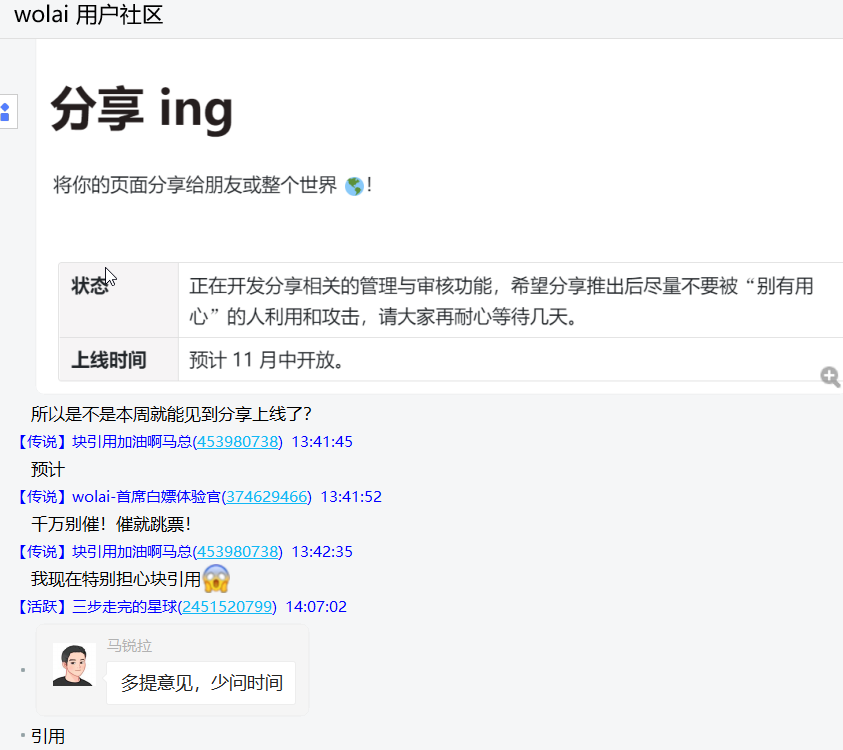 wolai 用户社区
分享 ing
将你的页面分享给朋友或整个世界 🌎！
状态
正在开发分享相关的管理与审核功能，希望分享推出后尽量不要被“别有用
心”的人利用和攻击，请大家再耐心等待几天。
上线时间
预计 11 月中开放。
所以是不是本周就能见到分享上线了？
【传说】块引用加油啊马总(453980738) 13:41:45
预计
【传说】wolai-首席白嫖体验官(374629466) 13:41:52
千万别催！催就跳票！
【传说】块引用加油啊马总(453980738) 13:42:35
我现在特别担心块引用😱
【活跃】三步走完的星球(2451520799) 14:07:02
马锐拉
多提意见，少问时间
引用